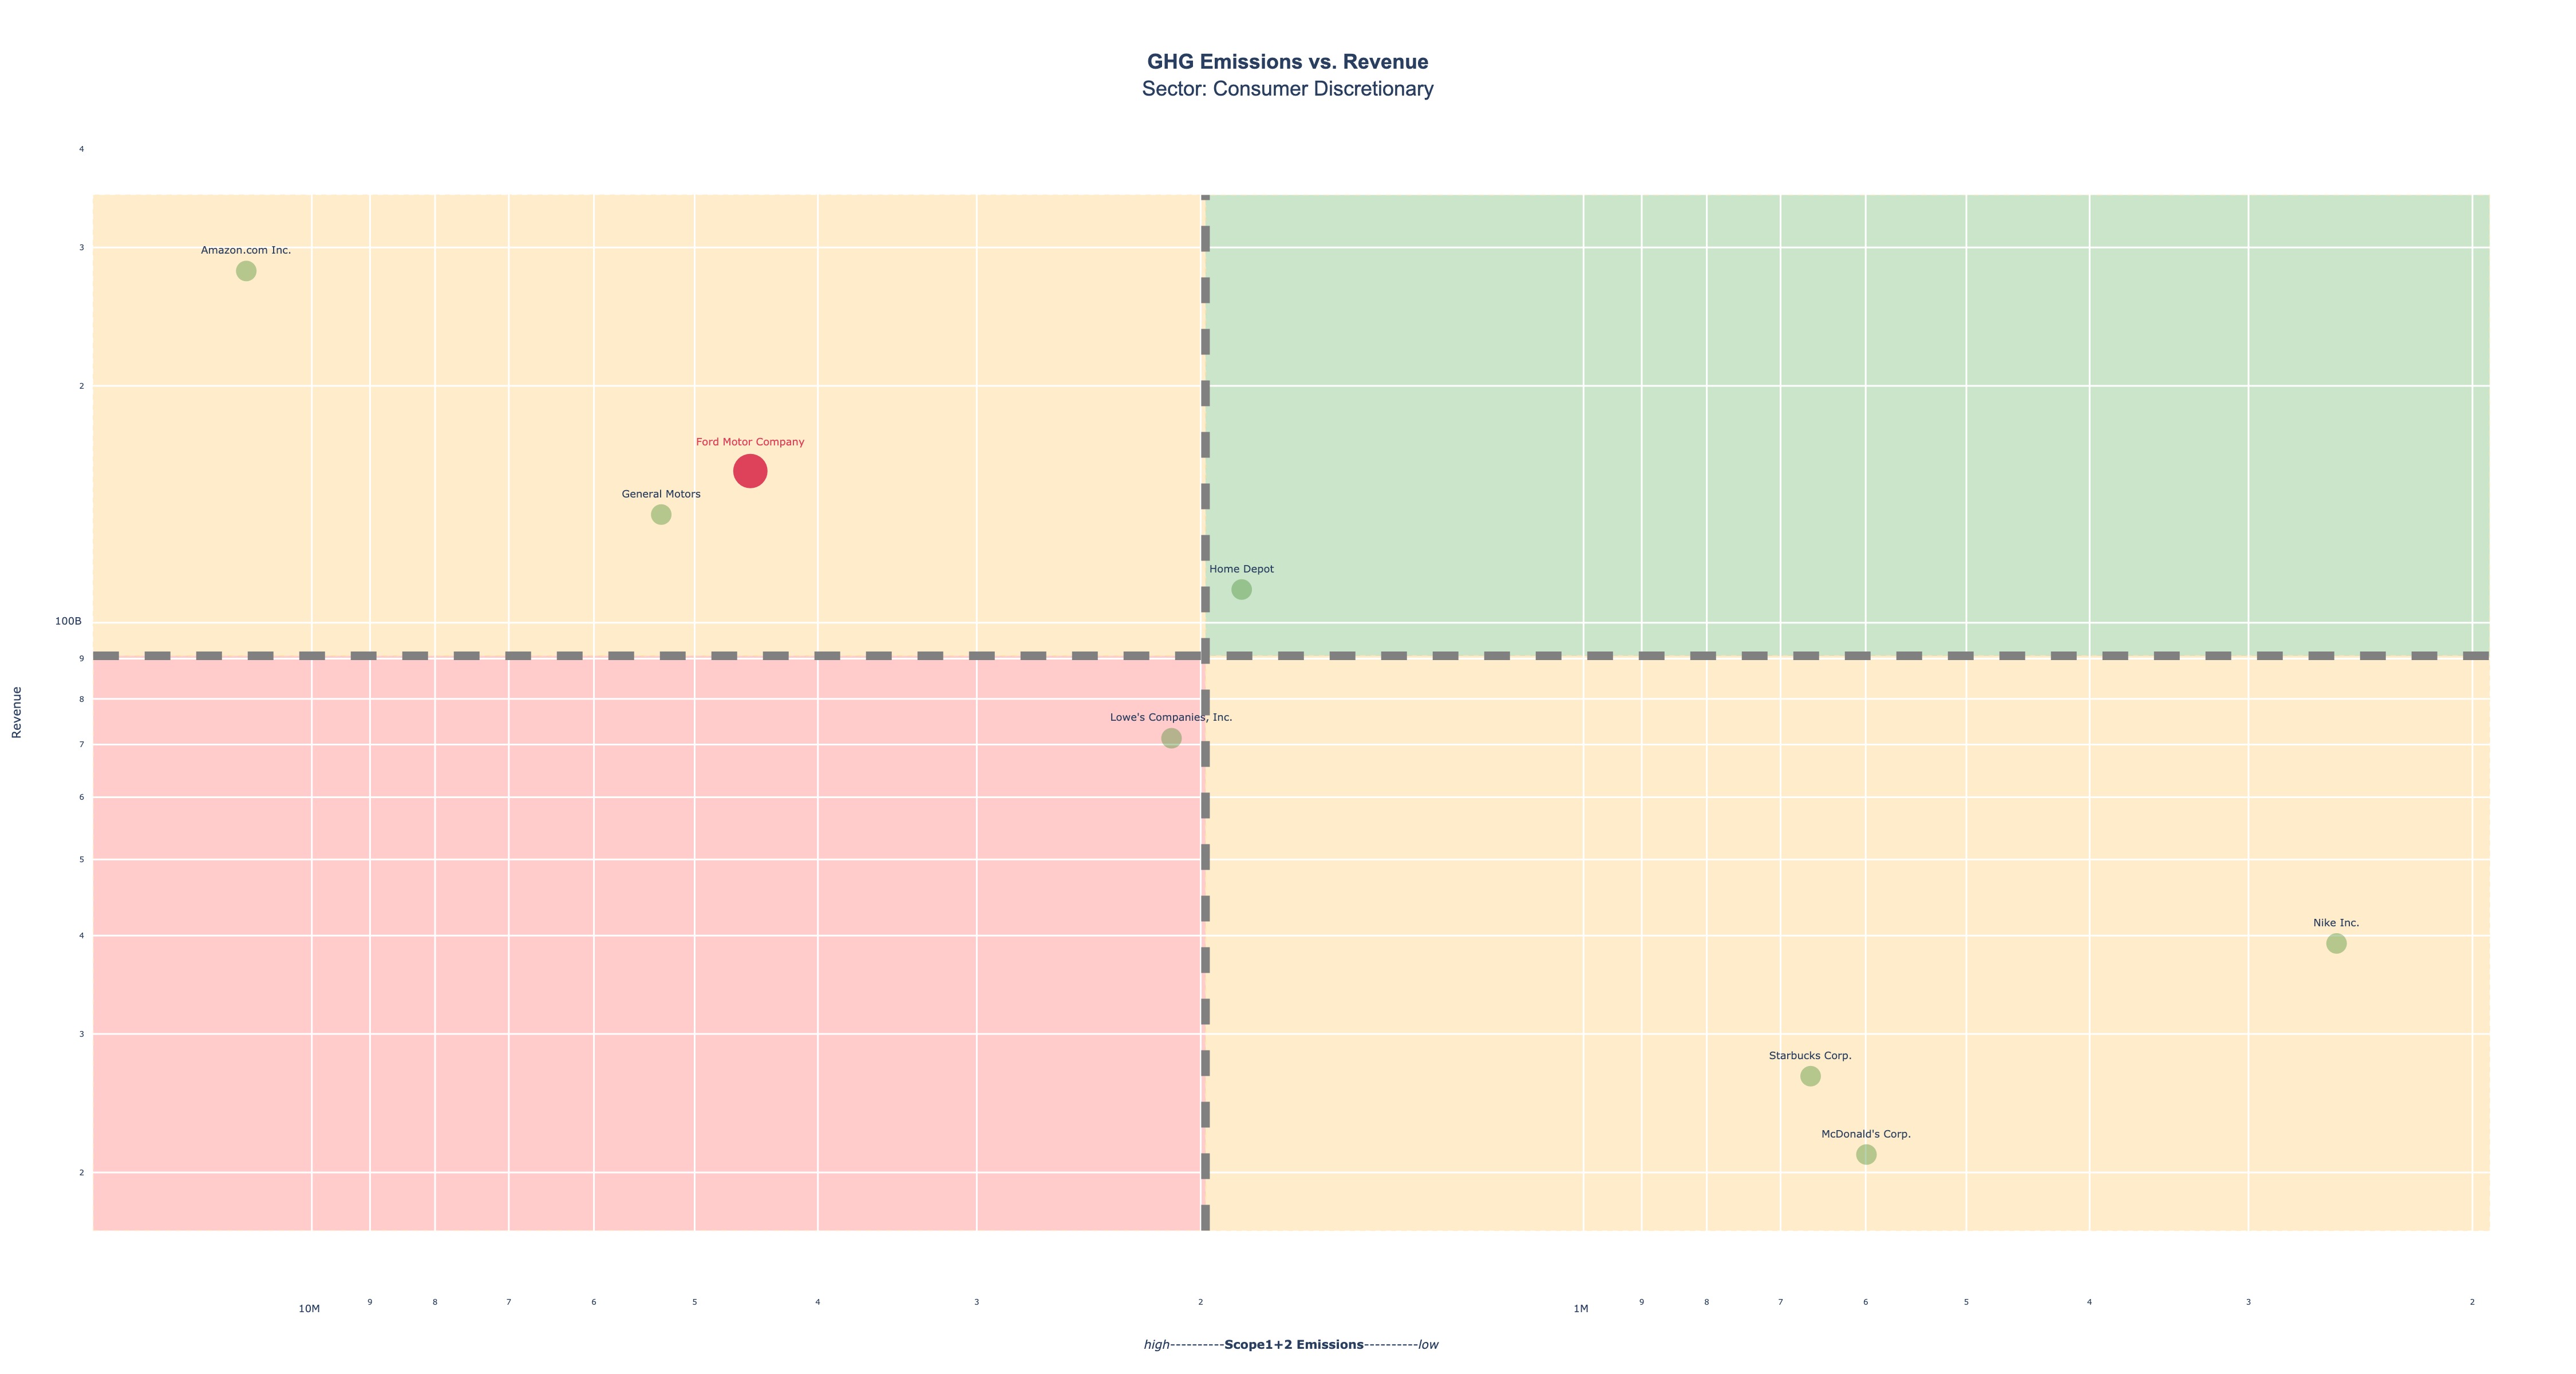 GHG Emissions vs. Revenue
Sector: Consumer Discretionary
4
3
2
100B
9
8
7
6
5
4
3
2
Revenue
Amazon.com Inc.
Ford Motor Company
General Motors
Home Depot
Lowe's Companies, Inc.
Nike Inc.
Starbucks Corp.
McDonald's Corp.
10M 9 8 7 6 5 4 3 2 1M 9 8 7 6 5 4 3 2
high----------Scope1+2 Emissions----------low